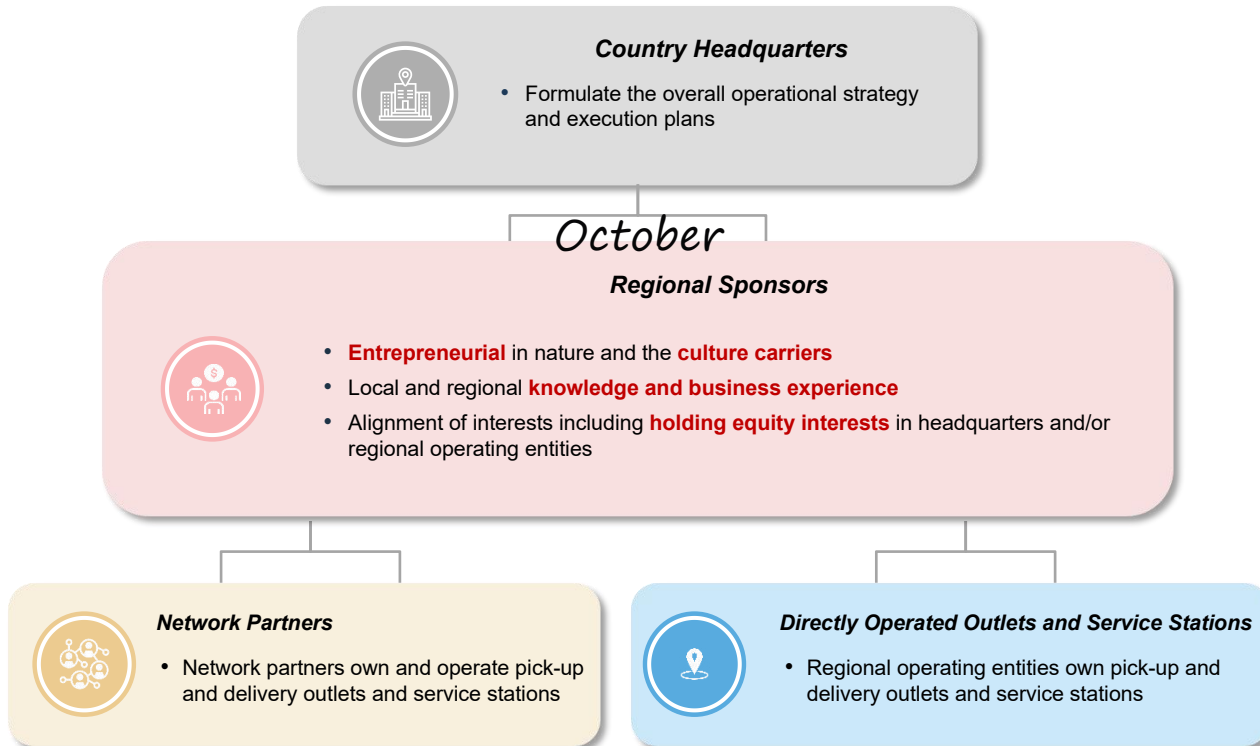 Country Headquarters
• Formulate the overall operational strategy
and execution plans
October
Regional Sponsors
• Entrepreneurial in nature and the culture carriers
• Local and regional knowledge and business experience
• Alignment of interests including holding equity interests in headquarters and/or
regional operating entities
$
Network Partners
• Network partners own and operate pick-up
and delivery outlets and service stations
Directly Operated Outlets and Service Stations
• Regional operating entities own pick-up and
delivery outlets and service stations